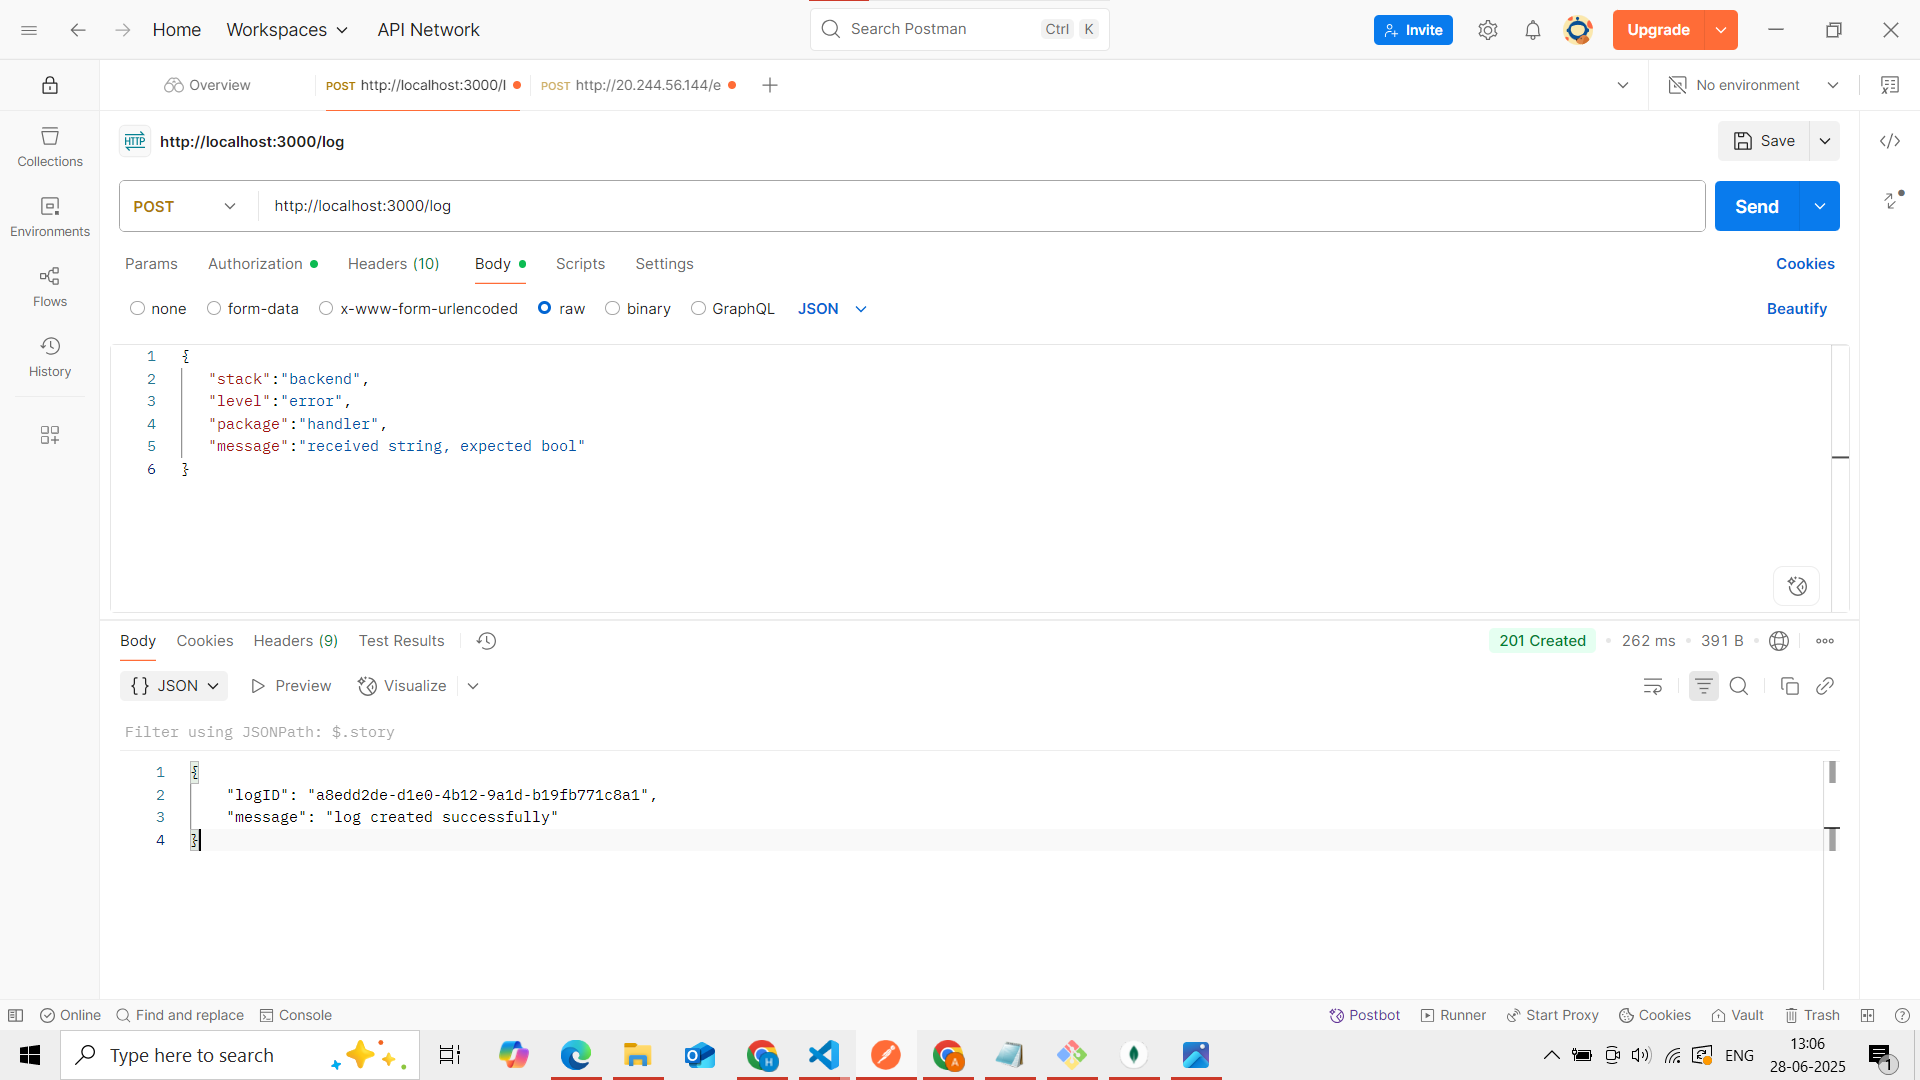 Home Workspaces API Network Search Postman Ctrl K Invite Upgrade
Overview POST http://localhost:3000/l POST http://20.244.56.144/e No environment
HTTP http://localhost:3000/log Save
POST http://localhost:3000/log Send
Params Authorization Headers (10) Body Scripts Settings Cookies
none form-data x-www-form-urlencoded raw binary GraphQL JSON Beautify
Collections
Environments
Flows
History
1 {
2 "stack":"backend",
3 "level":"error",
4 "package":"handler",
5 "message":"received string, expected bool"
6 }
Body Cookies Headers (9) Test Results 201 Created 262 ms 391 B
{} JSON Preview Visualize
Filter using JSONPath: $.story
1 {
2 "logID": "a8edd2de-d1e0-4b12-9a1d-b19fb771c8a1",
3 "message": "log created successfully"
4 }
Online Find and replace Console Postbot Runner Start Proxy Cookies Vault Trash
Type here to search H A ENG 13:06
28-06-2025 1